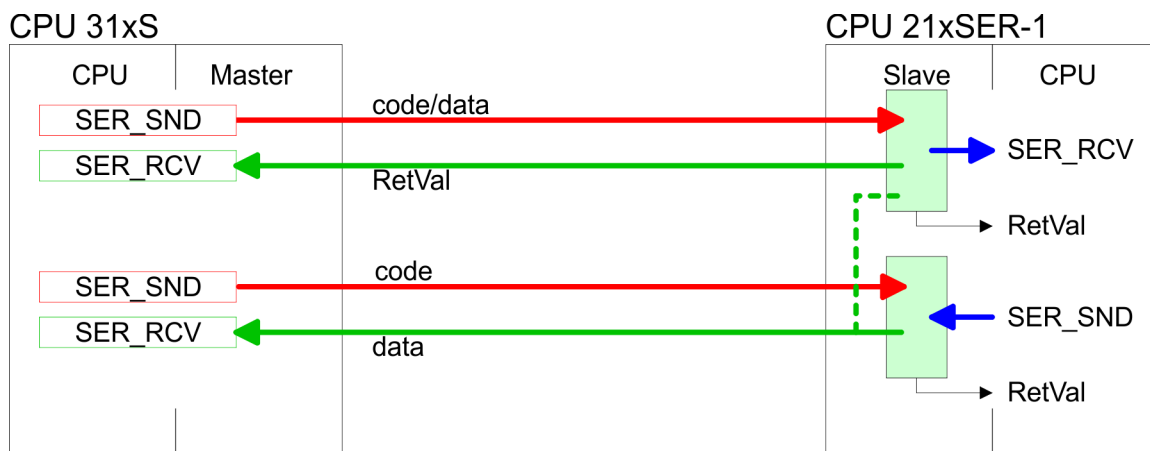 CPU 31xS
CPU 21xSER-1
CPU
Master
Slave
CPU
SER_SND
code/data
SER_RCV
SER_RCV
RetVal
RetVal
SER_SND
code
SER_SND
SER_RCV
data
RetVal